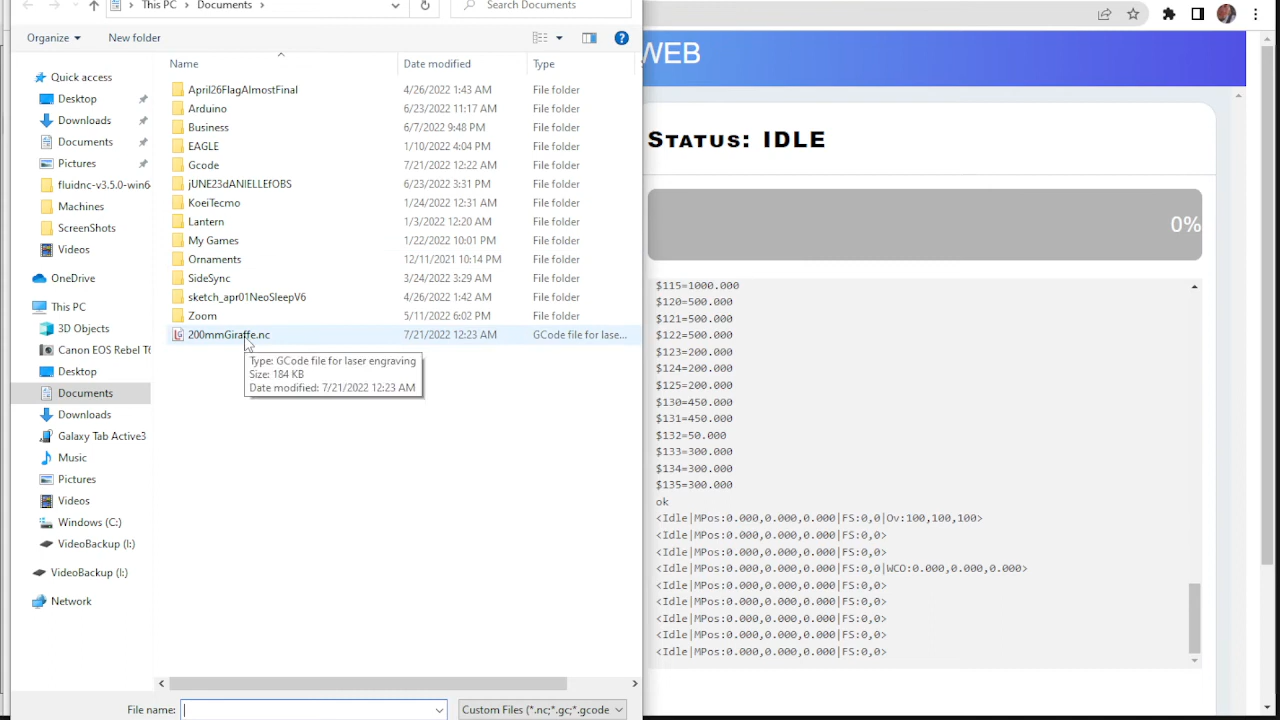 This PC > Documents >
Search Documents
Organize
New folder
Name
Date modified
Type
Quick access
Desktop
Downloads
Documents
Pictures
fluidnc-v3.5.0-win6
Machines
ScreenShots
Videos
OneDrive
This PC
3D Objects
Canon EOS Rebel T6
Desktop
Documents
Downloads
Galaxy Tab Active3
Music
Pictures
Videos
Windows (C:)
VideoBackup (I:)
VideoBackup (I:)
Network
April26FlagAlmostFinal 4/26/2022 1:43 AM File folder
Arduino 6/23/2022 11:17 AM File folder
Business 6/7/2022 9:48 PM File folder
EAGLE 1/10/2022 4:04 PM File folder
Gcode 7/21/2022 12:22 AM File folder
jUNE23dANIELLEfOBS 6/23/2022 3:31 PM File folder
KoeiTecmo 1/24/2022 12:31 AM File folder
Lantern 1/3/2022 12:20 AM File folder
My Games 1/22/2022 10:01 PM File folder
Ornaments 12/11/2021 10:14 PM File folder
SideSync 3/24/2022 3:29 AM File folder
sketch_apr01NeoSleepV6 4/26/2022 1:42 AM File folder
Zoom 5/11/2022 6:02 PM File folder
200mmGiraffe.nc 7/21/2022 12:23 AM GCode file for lase...
Type: GCode file for laser engraving
Size: 184 KB
Date modified: 7/21/2022 12:23 AM
File name:
Custom Files (*.nc;*.gc;*.gcode
WEB
Status: IDLE
0%
$115=1000.000
$120=500.000
$121=500.000
$122=500.000
$123=200.000
$124=200.000
$125=200.000
$130=450.000
$131=450.000
$132=50.000
$133=300.000
$134=300.000
$135=300.000
ok
<Idle|MPos:0.000,0.000,0.000|FS:0,0|Ov:100,100,100>
<Idle|MPos:0.000,0.000,0.000|FS:0,0>
<Idle|MPos:0.000,0.000,0.000|FS:0,0>
<Idle|MPos:0.000,0.000,0.000|FS:0,0|WCO:0.000,0.000,0.000>
<Idle|MPos:0.000,0.000,0.000|FS:0,0>
<Idle|MPos:0.000,0.000,0.000|FS:0,0>
<Idle|MPos:0.000,0.000,0.000|FS:0,0>
<Idle|MPos:0.000,0.000,0.000|FS:0,0>
<Idle|MPos:0.000,0.000,0.000|FS:0,0>